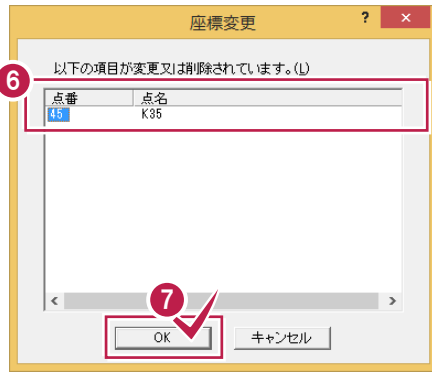 座標変更 ? ×
以下の項目が変更又は削除されています。(L)
6
点番 点名
45 K35
< >
7
OK キャンセル